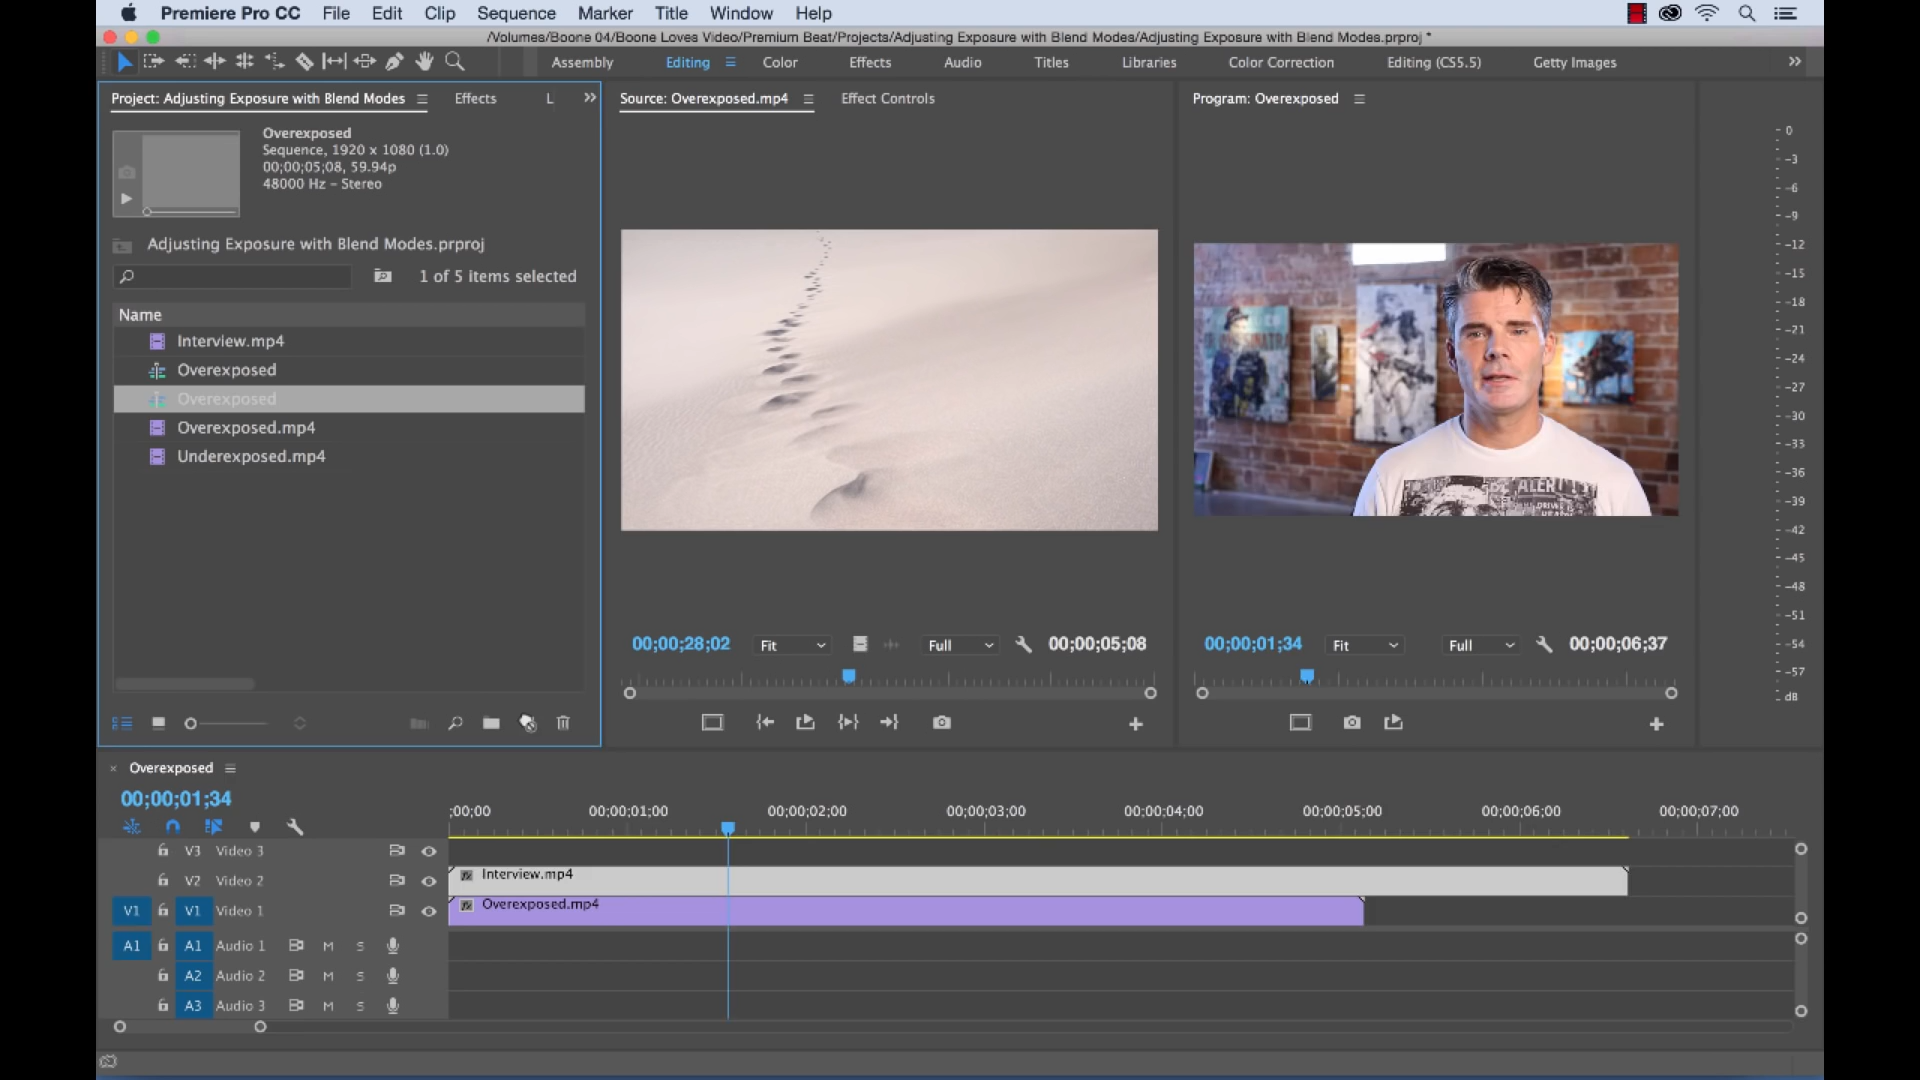 Premiere Pro CC File Edit Clip Sequence Marker Title Window Help
/Volumes/Boone 04/Boone Loves Video/Premium Beat/Projects/Adjusting Exposure with Blend Modes/Adjusting Exposure with Blend Modes.prproj *
Assembly Editing Color Effects Audio Titles Libraries Color Correction Editing (CS5.5) Getty Images
Project: Adjusting Exposure with Blend Modes Effects L
Source: Overexposed.mp4 Effect Controls
Program: Overexposed
Overexposed
Sequence, 1920 x 1080 (1.0)
00;00;05;08, 59.94p
48000 Hz - Stereo
Adjusting Exposure with Blend Modes.prproj
1 of 5 items selected
Name
Interview.mp4
Overexposed
Overexposed
Overexposed.mp4
Underexposed.mp4
ALERT
00;00;28;02 Fit Full 00;00;05;08
00;00;01;34 Fit Full 00;00;06;37
0
-3
-6
-9
-12
-15
-18
-21
-24
-27
-30
-33
-36
-39
-42
-45
-48
-51
-54
-57
dB
Overexposed
00;00;01;34
;00;00 00;00;01;00 00;00;02;00 00;00;03;00 00;00;04;00 00;00;05;00 00;00;06;00 00;00;07;00
V3 Video 3
V2 Video 2 fx Interview.mp4
V1 V1 Video 1 fx Overexposed.mp4
A1 A1 Audio 1 M S
A2 Audio 2 M S
A3 Audio 3 M S